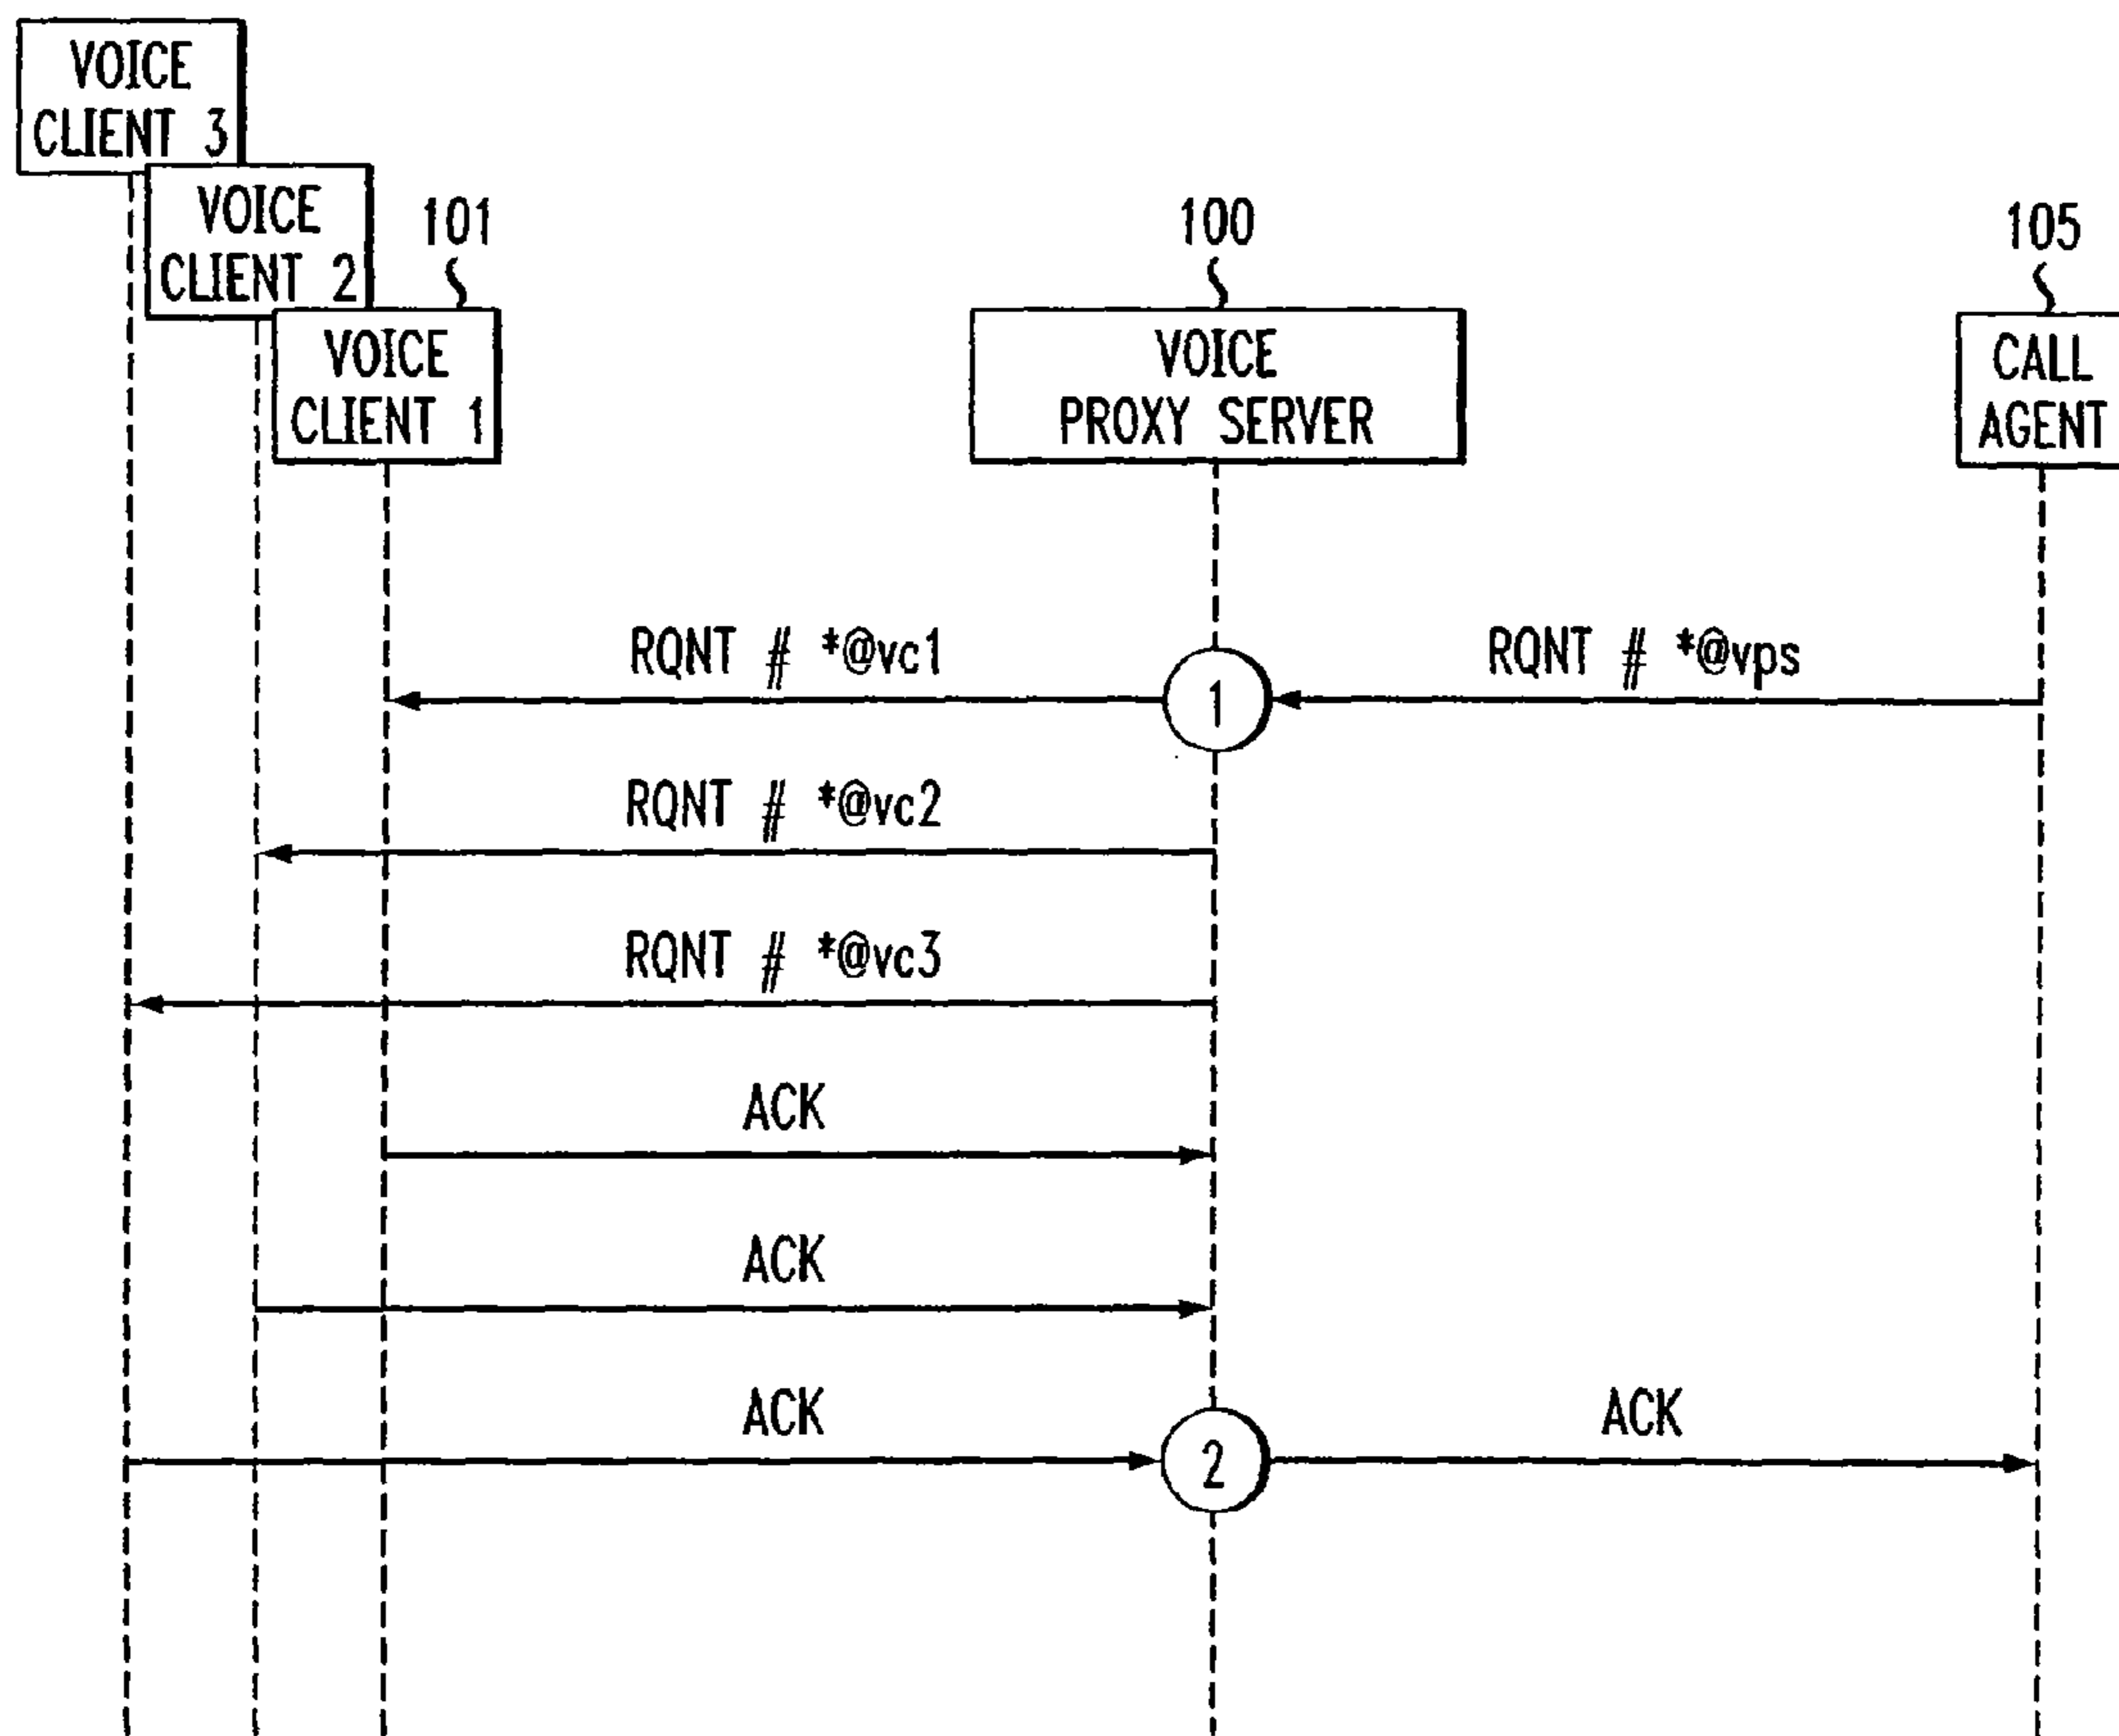 VOICE
CLIENT 3
VOICE
CLIENT 2
101
VOICE
CLIENT 1
100
VOICE
PROXY SERVER
105
CALL
AGENT
RQNT # *@vc1
1
RQNT # *@vps
RQNT # *@vc2
RQNT # *@vc3
ACK
ACK
ACK
2
ACK